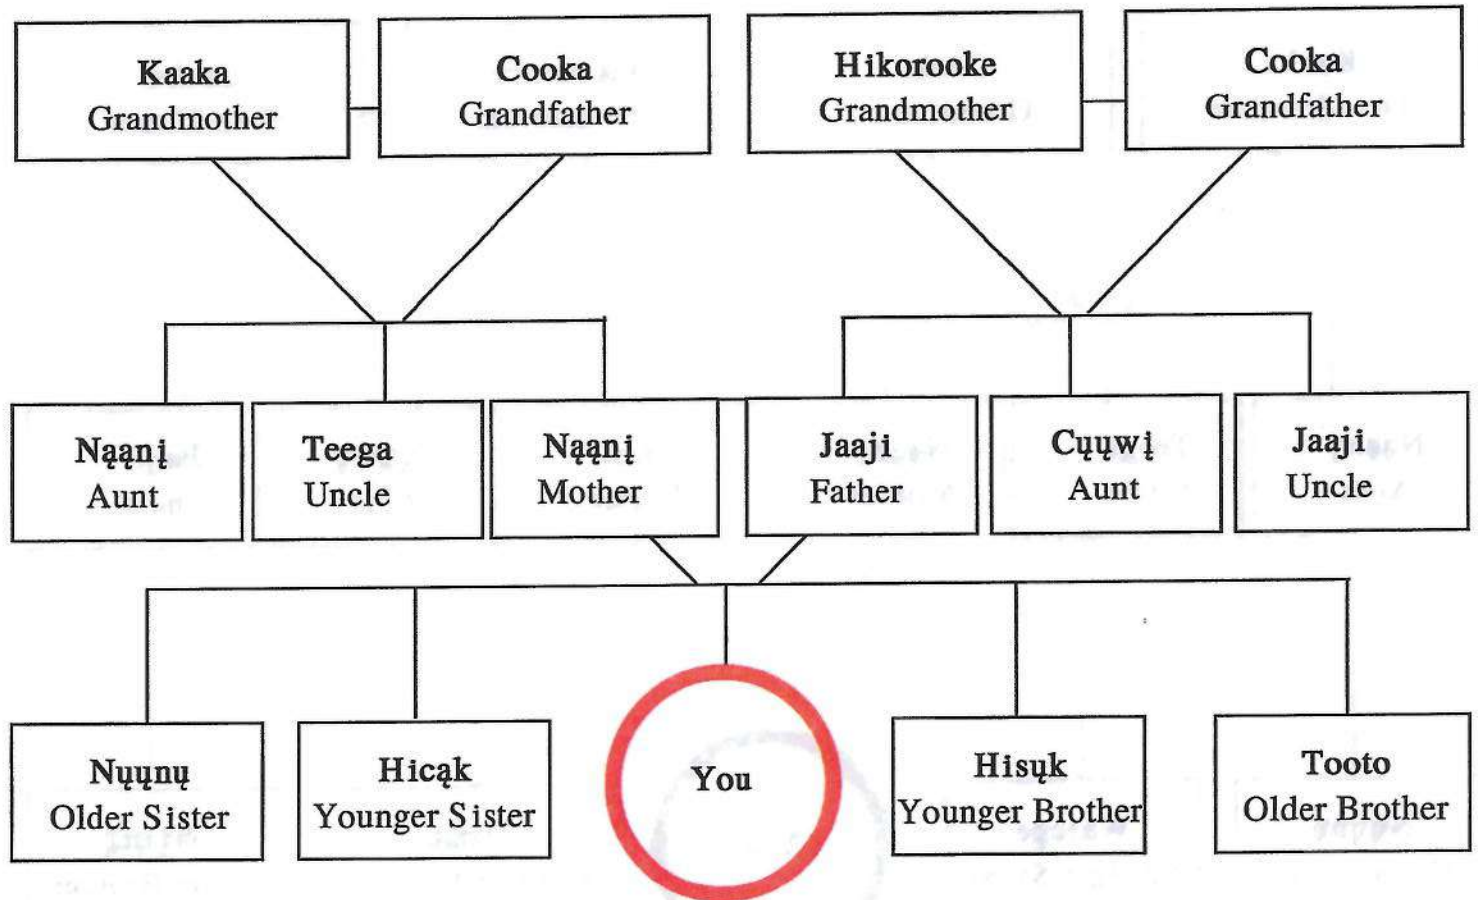 Kaaka
Grandmother
Cooka
Grandfather
Hikorooke
Grandmother
Cooka
Grandfather
Nąąnį
Aunt
Teega
Uncle
Nąąnį
Mother
Jaaji
Father
Cųųwį
Aunt
Jaaji
Uncle
Nųųnų
Older Sister
Hicąk
Younger Sister
You
Hisųk
Younger Brother
Tooto
Older Brother